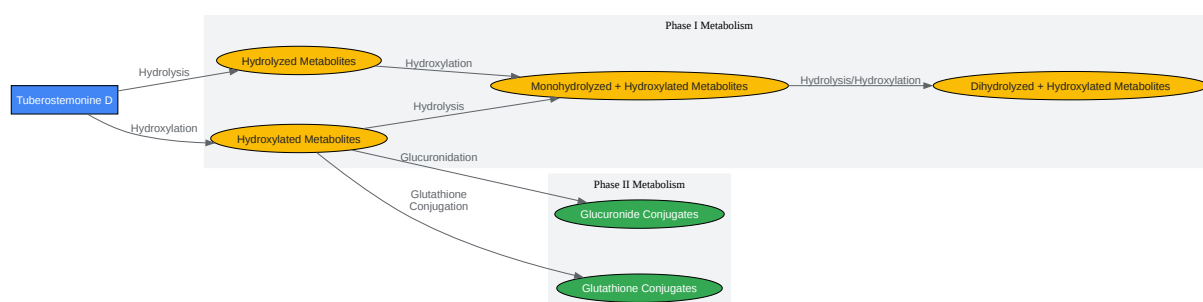 Phase I Metabolism
Hydrolyzed Metabolites
Hydroxylation
Hydrolysis
Monohydrolyzed + Hydroxylated Metabolites
Hydrolysis/Hydroxylation
Dihydrolyzed + Hydroxylated Metabolites
Tuberostemonine D
Hydrolysis
Hydroxylation
Hydroxylated Metabolites
Glucuronidation
Phase II Metabolism
Glutathione
Conjugation
Glucuronide Conjugates
Glutathione Conjugates